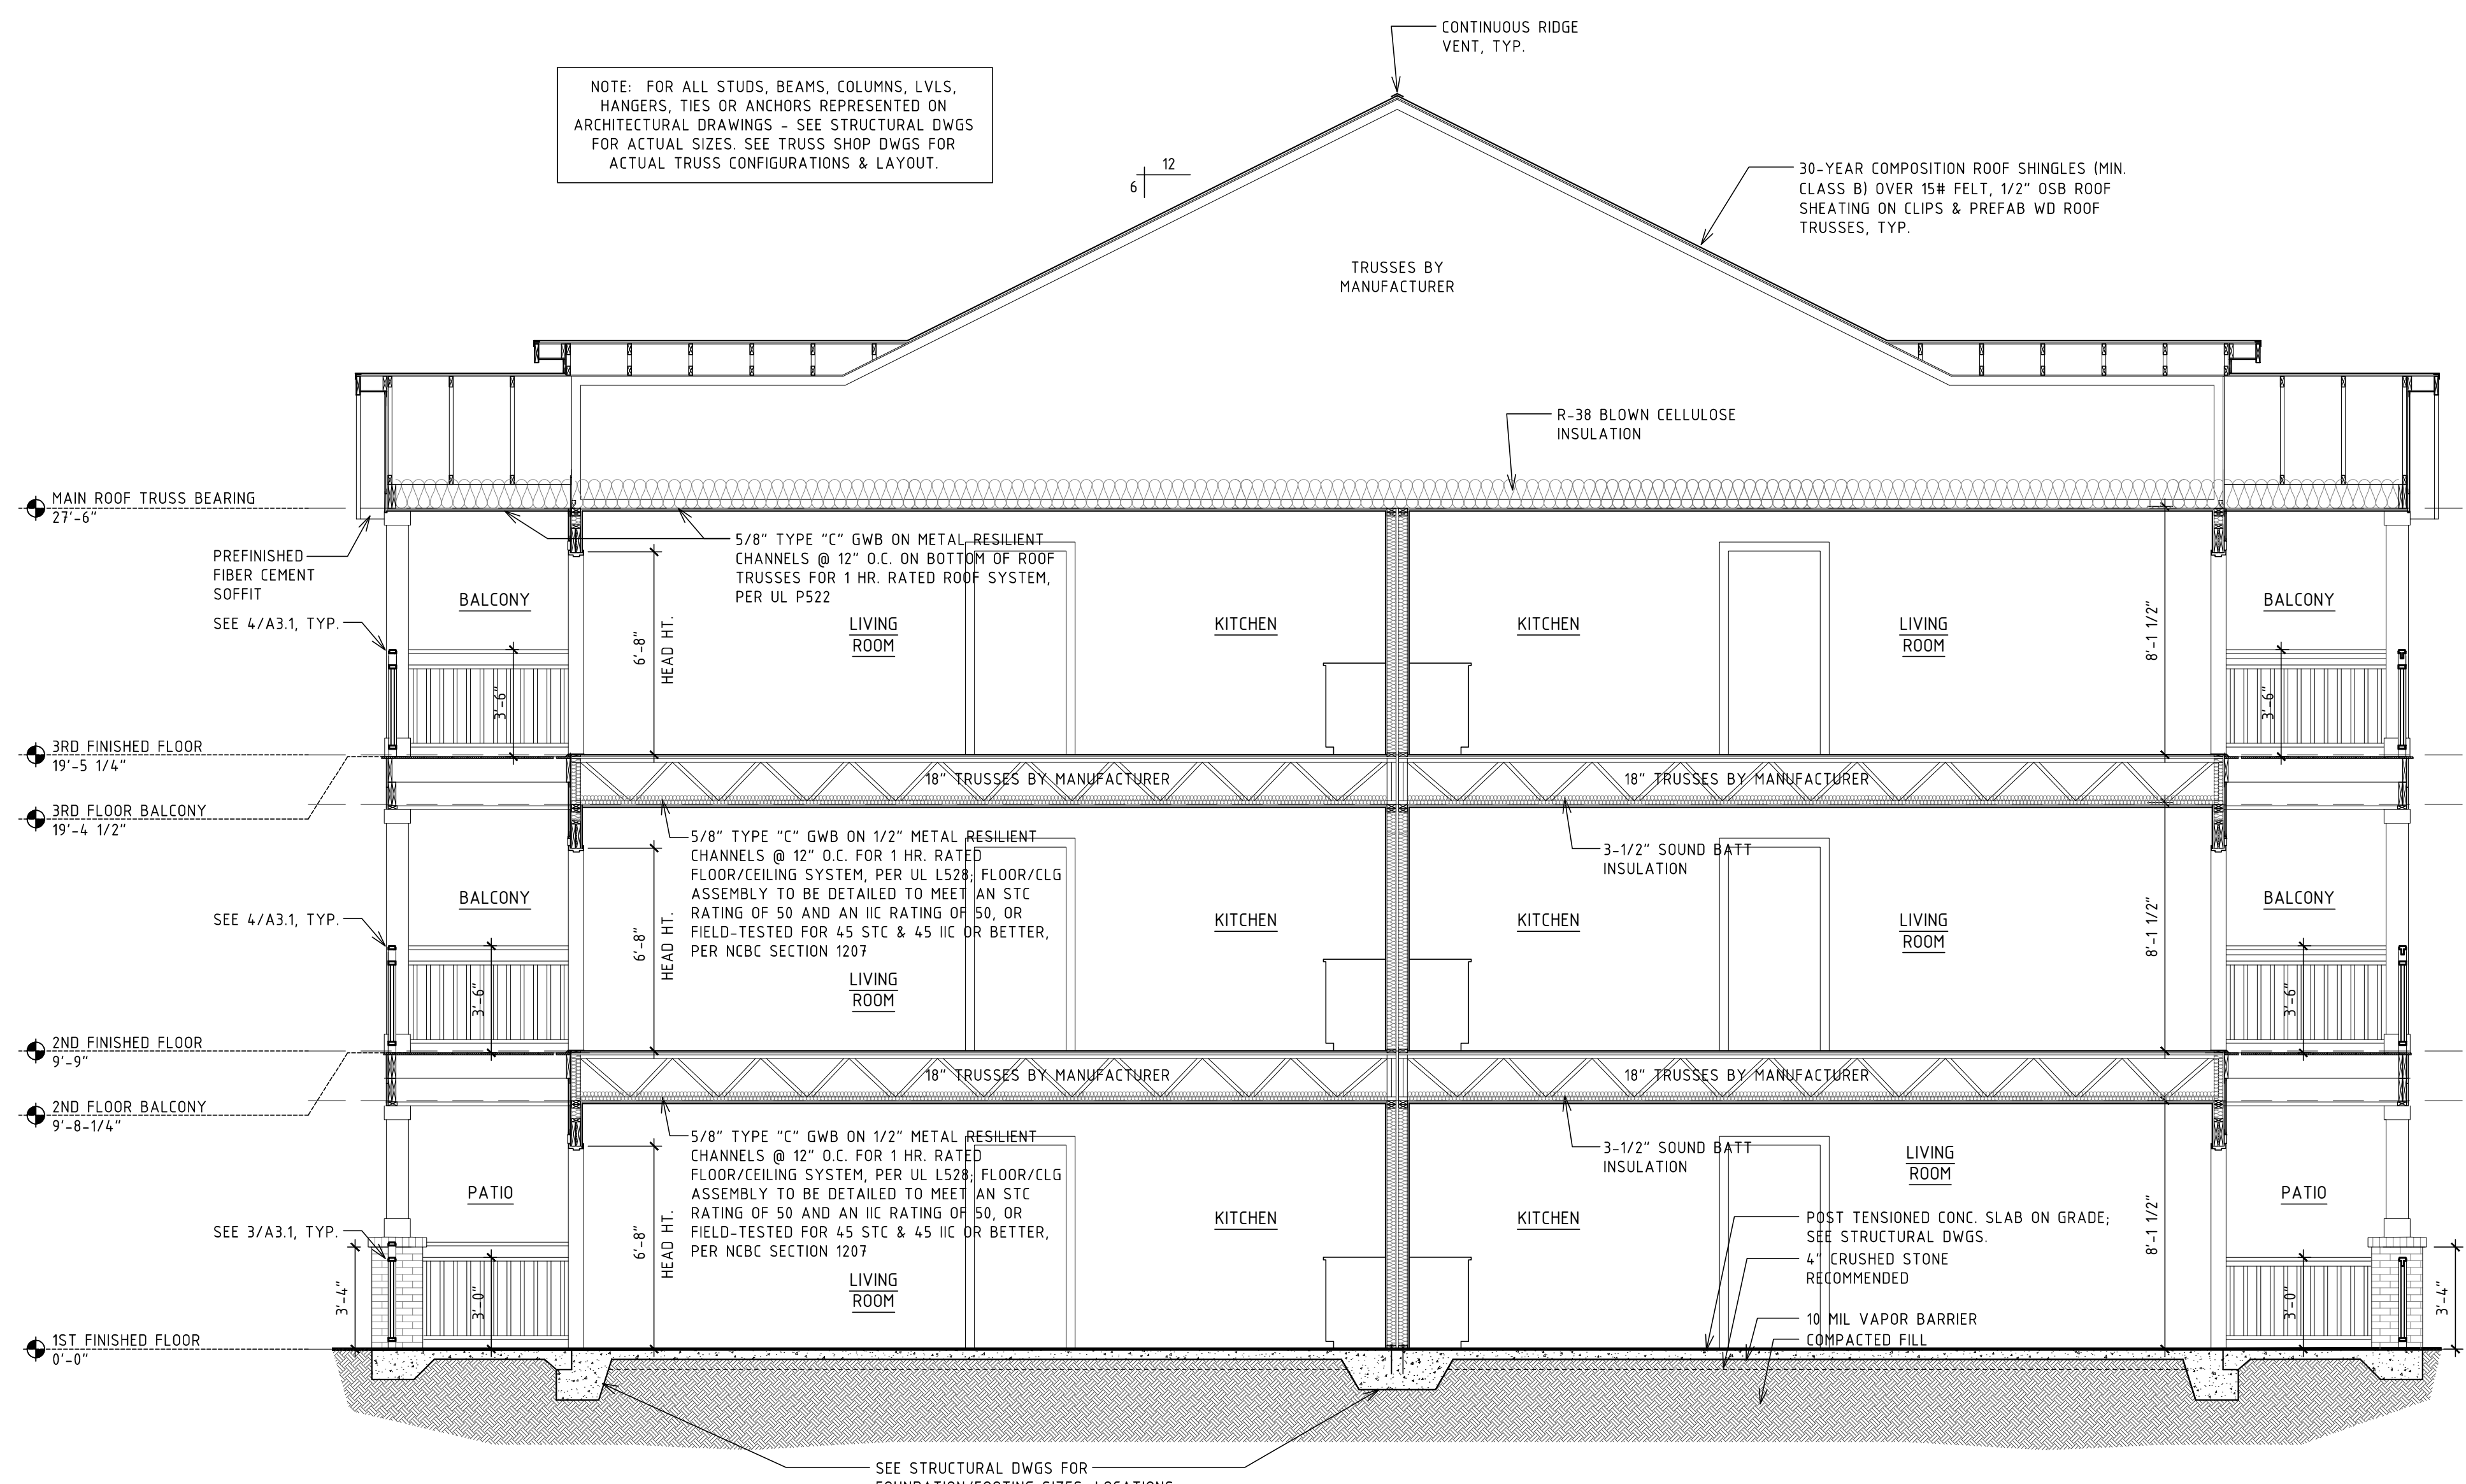 CONTINUOUS RIDGE
VENT, TYP.
NOTE: FOR ALL STUDS, BEAMS, COLUMNS, LVLS,
HANGERS, TIES OR ANCHORS REPRESENTED ON
ARCHITECTURAL DRAWINGS - SEE STRUCTURAL DWGS
FOR ACTUAL SIZES. SEE TRUSS SHOP DWGS FOR
ACTUAL TRUSS CONFIGURATIONS & LAYOUT.
12
6
30-YEAR COMPOSITION ROOF SHINGLES (MIN.
CLASS B) OVER 15# FELT, 1/2" OSB ROOF
SHEATING ON CLIPS & PREFAB WD ROOF
TRUSSES, TYP.
TRUSSES BY
MANUFACTURER
R-38 BLOWN CELLULOSE
INSULATION
MAIN ROOF TRUSS BEARING
27'-6"
PREFINISHED
FIBER CEMENT
SOFFIT
5/8" TYPE "C" GWB ON METAL RESILIENT
CHANNELS @ 12" O.C. ON BOTTOM OF ROOF
TRUSSES FOR 1 HR. RATED ROOF SYSTEM,
PER UL P522
SEE 4/A3.1, TYP.
BALCONY
3'-6"
6'-8"
HEAD HT.
LIVING
ROOM
KITCHEN
KITCHEN
LIVING
ROOM
8'-1 1/2"
BALCONY
3'-6"
3RD FINISHED FLOOR
19'-5 1/4"
3RD FLOOR BALCONY
19'-4 1/2"
18" TRUSSES BY MANUFACTURER
18" TRUSSES BY MANUFACTURER
5/8" TYPE "C" GWB ON 1/2" METAL RESILIENT
CHANNELS @ 12" O.C. FOR 1 HR. RATED
FLOOR/CEILING SYSTEM, PER UL L528; FLOOR/CLG
ASSEMBLY TO BE DETAILED TO MEET AN STC
RATING OF 50 AND AN IIC RATING OF 50, OR
FIELD-TESTED FOR 45 STC & 45 IIC OR BETTER,
PER NCBC SECTION 1207
3-1/2" SOUND BATT
INSULATION
SEE 4/A3.1, TYP.
BALCONY
3'-6"
6'-8"
HEAD HT.
LIVING
ROOM
KITCHEN
KITCHEN
LIVING
ROOM
8'-1 1/2"
BALCONY
3'-6"
2ND FINISHED FLOOR
9'-9"
2ND FLOOR BALCONY
9'-8-1/4"
18" TRUSSES BY MANUFACTURER
18" TRUSSES BY MANUFACTURER
5/8" TYPE "C" GWB ON 1/2" METAL RESILIENT
CHANNELS @ 12" O.C. FOR 1 HR. RATED
FLOOR/CEILING SYSTEM, PER UL L528; FLOOR/CLG
ASSEMBLY TO BE DETAILED TO MEET AN STC
RATING OF 50 AND AN IIC RATING OF 50, OR
FIELD-TESTED FOR 45 STC & 45 IIC OR BETTER,
PER NCBC SECTION 1207
3-1/2" SOUND BATT
INSULATION
SEE 3/A3.1, TYP.
PATIO
3'-4"
3'-0"
6'-8"
HEAD HT.
LIVING
ROOM
KITCHEN
KITCHEN
LIVING
ROOM
POST TENSIONED CONC. SLAB ON GRADE;
SEE STRUCTURAL DWGS.
4" CRUSHED STONE
RECOMMENDED
10 MIL VAPOR BARRIER
COMPACTED FILL
8'-1 1/2"
PATIO
3'-0"
3'-4"
1ST FINISHED FLOOR
0'-0"
SEE STRUCTURAL DWGS FOR
FOUNDATION/FOOTING SIZES, LOCATIONS